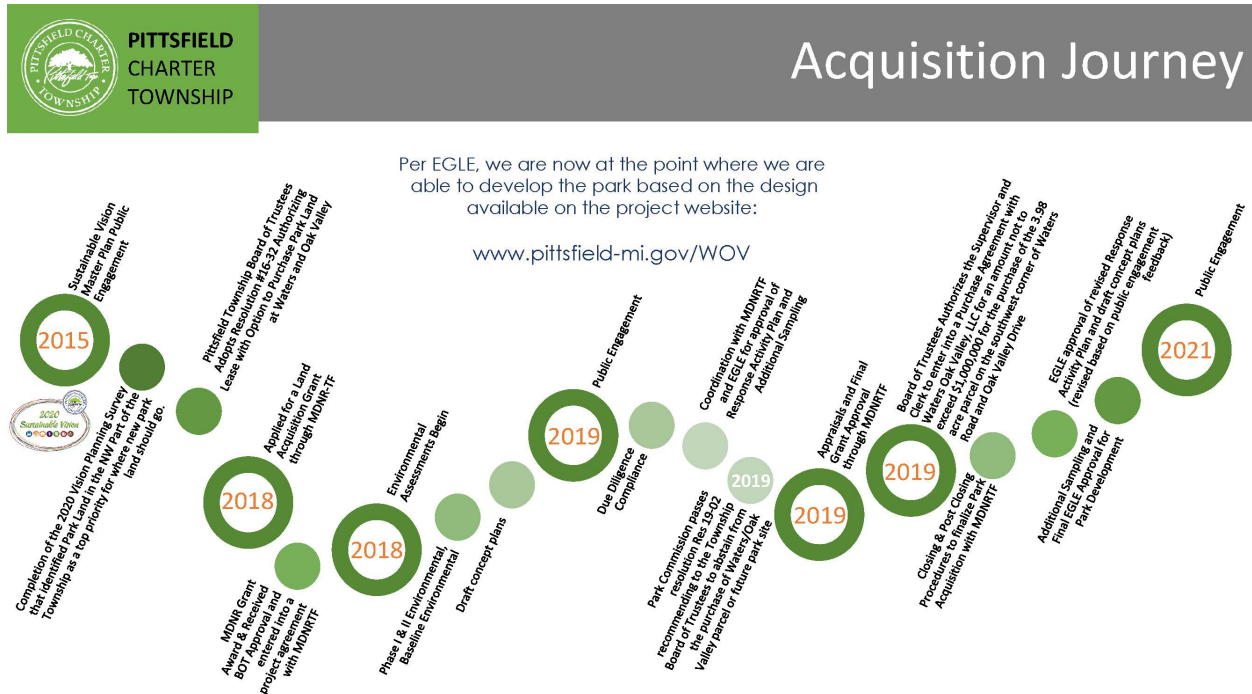 PITTSFIELD CHARTER
TOWNSHIP
PITTSFIELD
CHARTER
TOWNSHIP
Acquisition Journey
Per EGLE, we are now at the point where we are
able to develop the park based on the design
available on the project website:
www.pittsfield-mi.gov/WOV
2015
Sustainable Vision
Master Plan Public
Engagement
2020
Sustainable Vision
Completion of the 2020 Vision Planning Survey
that identified Park Land in the NW Part of the
Township as a top priority for where new park
land should go.
Pittsfield Township Board of Trustees
Adopts Resolution #16-32 Authorizing
Lease with Option to Purchase Park Land
at Waters and Oak Valley
2018
Applied for a Land
Acquisition Grant
through MDNR-TF
MDNR Grant
Award & Received
BOT Approval and
entered into a
project agreement
with MDNRTF
2018
Environmental
Assessments Begin
Phase I & II Environmental,
Baseline Environmental
Draft concept plans
2019
Public Engagement
Due Diligence
Compliance
Coordination with MDNRTF
and EGLE for approval of
Response Activity Plan and
Additional Sampling
2019
Park Commission passes
resolution Res 19-02
recommending to the Township
Board of Trustees to abstain from
the purchase of Waters/Oak
Valley parcel or future park site
2019
Appraisals and Final
Grant Approval
through MDNRTF
2019
Board of Trustees Authorizes the Supervisor and
Clerk to enter into a Purchase Agreement with
Waters Oak Valley, LLC for an amount not to
exceed $1,000,000 for the purchase of the 3.98
acre parcel on the southwest corner of Waters
Road and Oak Valley Drive
Closing & Post Closing
Procedures to finalize Park
Acquisition with MDNRTF
EGLE approval of revised Response
Activity Plan and draft concept plans
(revised based on public engagement
feedback)
Additional Sampling and
Final EGLE Approval for
Park Development
2021
Public Engagement